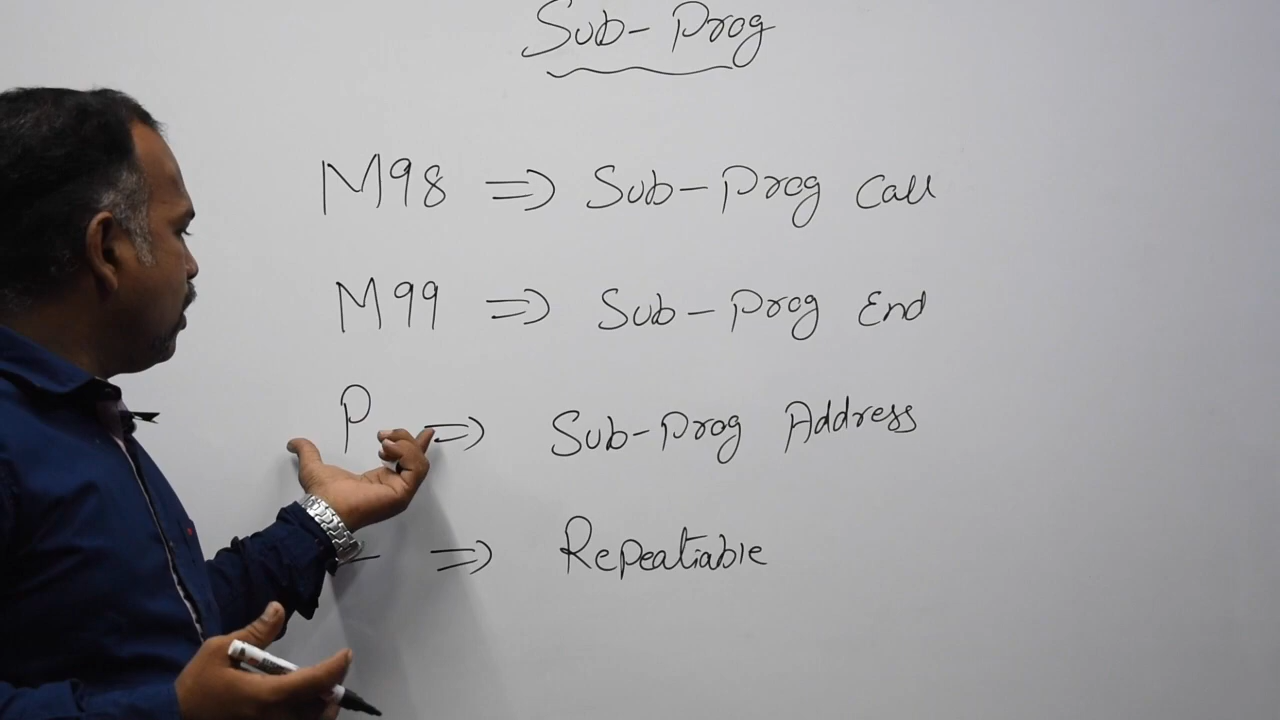 Sub-Prog
M98 => Sub-Prog Call
M99 => Sub-Prog End
P => Sub-Prog Address
=> Repeatiable